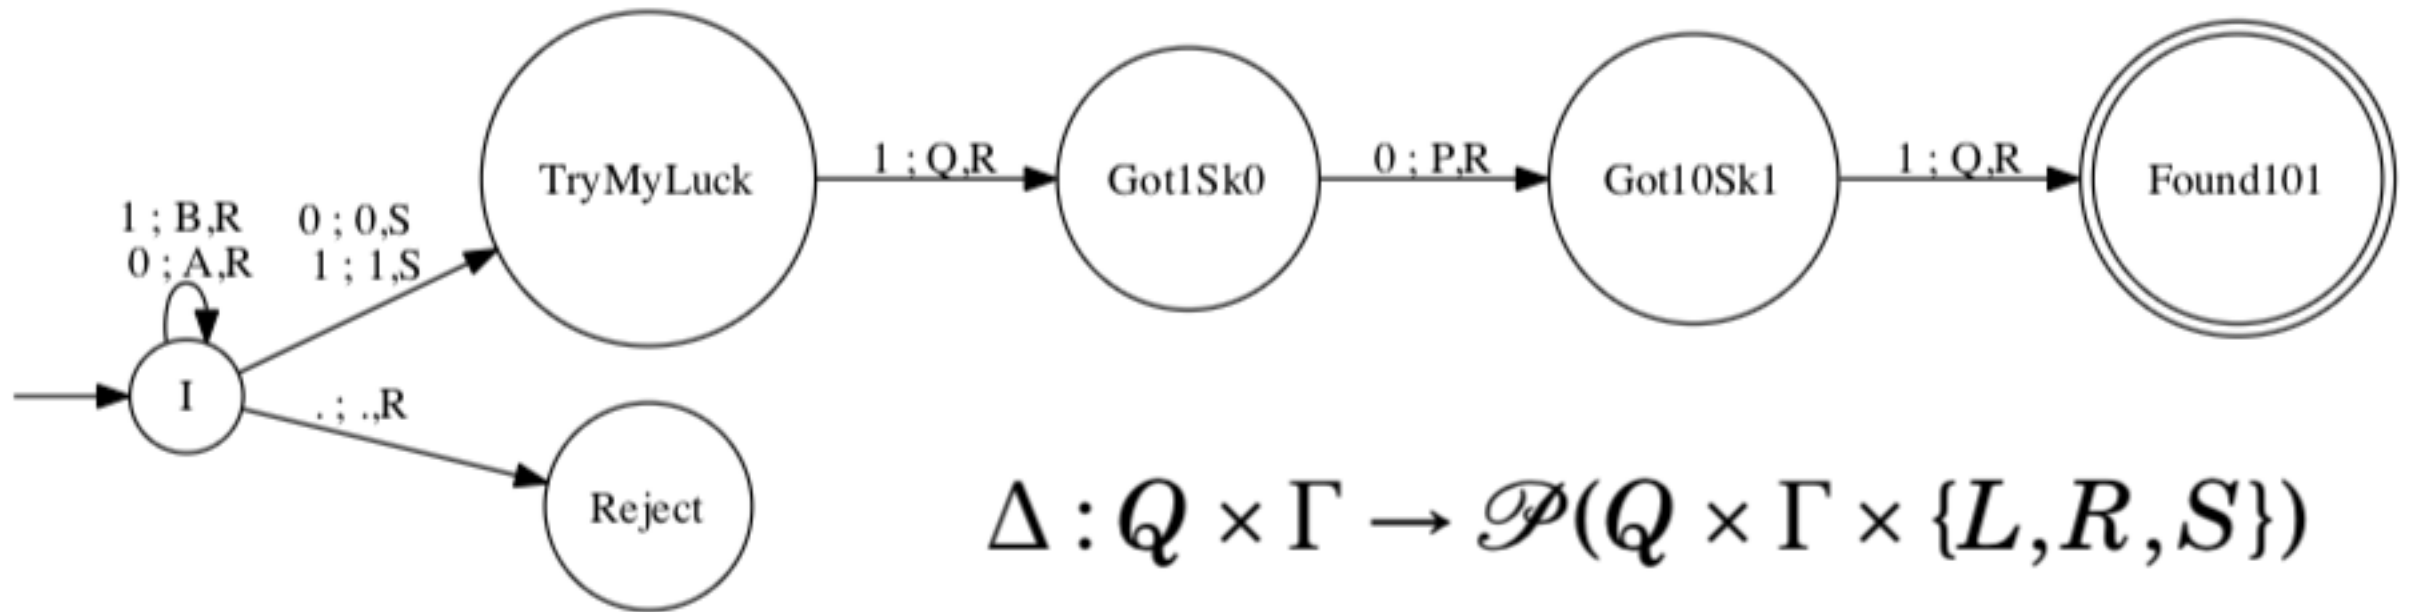 TryMyLuck
1 ; Q,R
Got1Sk0
0 ; P,R
Got10Sk1
1 ; Q,R
Found101
1 ; B,R
0 ; A,R
0 ; 0,S
1 ; 1,S
I
. ; .,R
Reject
Δ : Q × Γ → 𝒫(Q × Γ × {L,R,S})